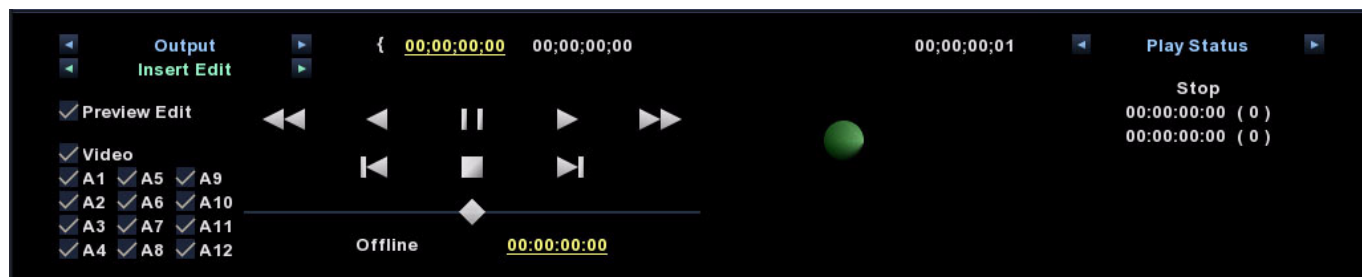 Output { 00;00;00;00 00;00;00;00 00;00;00;01 Play Status
Insert Edit
Stop
Preview Edit 00:00:00:00 ( 0 )
00:00:00:00 ( 0 )
Video
A1 A5 A9
A2 A6 A10
A3 A7 A11
A4 A8 A12
Offline 00:00:00:00